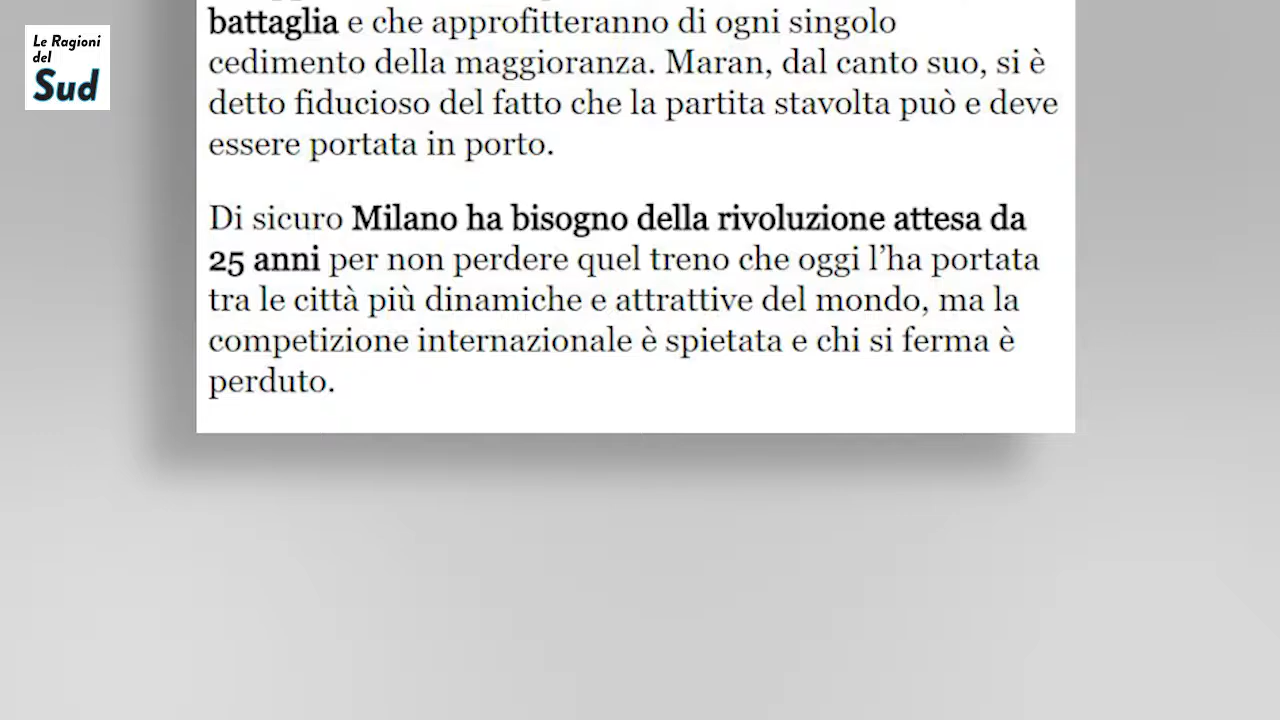 Le Ragioni
del
Sud
battaglia e che approfitteranno di ogni singolo
cedimento della maggioranza. Maran, dal canto suo, si è
detto fiducioso del fatto che la partita stavolta può e deve
essere portata in porto.
Di sicuro Milano ha bisogno della rivoluzione attesa da
25 anni per non perdere quel treno che oggi l’ha portata
tra le città più dinamiche e attrattive del mondo, ma la
competizione internazionale è spietata e chi si ferma è
perduto.